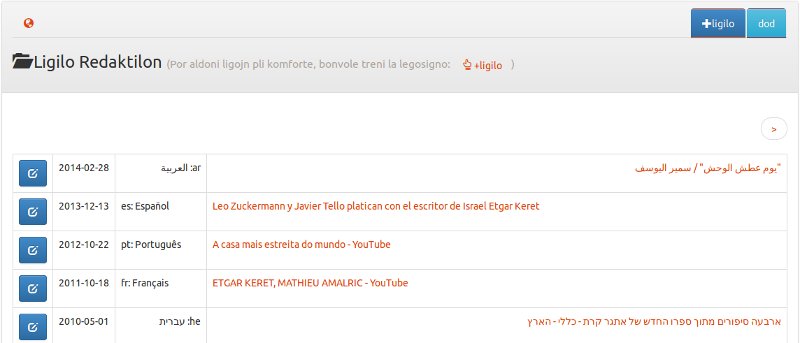 +ligilo dod
Ligilo Redaktilon (Por aldoni ligojn pli komforte, bonvole treni la legosigno: +ligilo )
>
2014-02-28 ar: العربية "يوم عطش الوحش" / سمير اليوسف
2013-12-13 es: Español Leo Zuckermann y Javier Tello platican con el escritor de Israel Etgar Keret
2012-10-22 pt: Português A casa mais estreita do mundo - YouTube
2011-10-18 fr: Français ETGAR KERET, MATHIEU AMALRIC - YouTube
2010-05-01 he: עברית ארבעה סיפורים מתוך ספרו החדש של אתגר קרת - כללי - הארץ